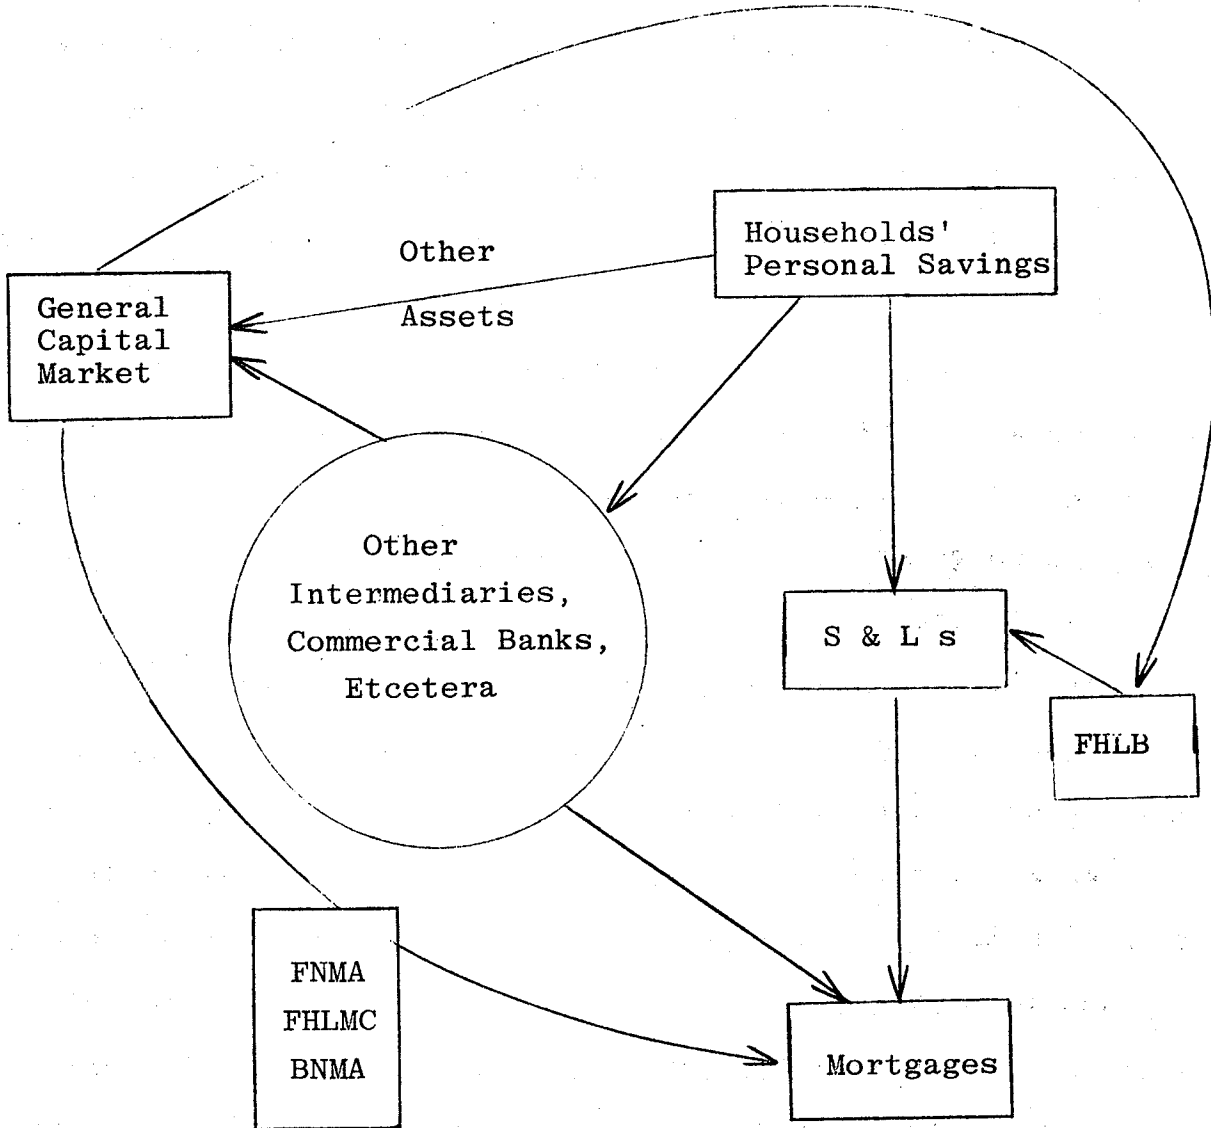 Households'
Personal Savings
Other
Assets
General
Capital
Market
Other
Intermediaries,
Commercial Banks,
Etcetera
S & L s
FHLB
FNMA
FHLMC
BNMA
Mortgages